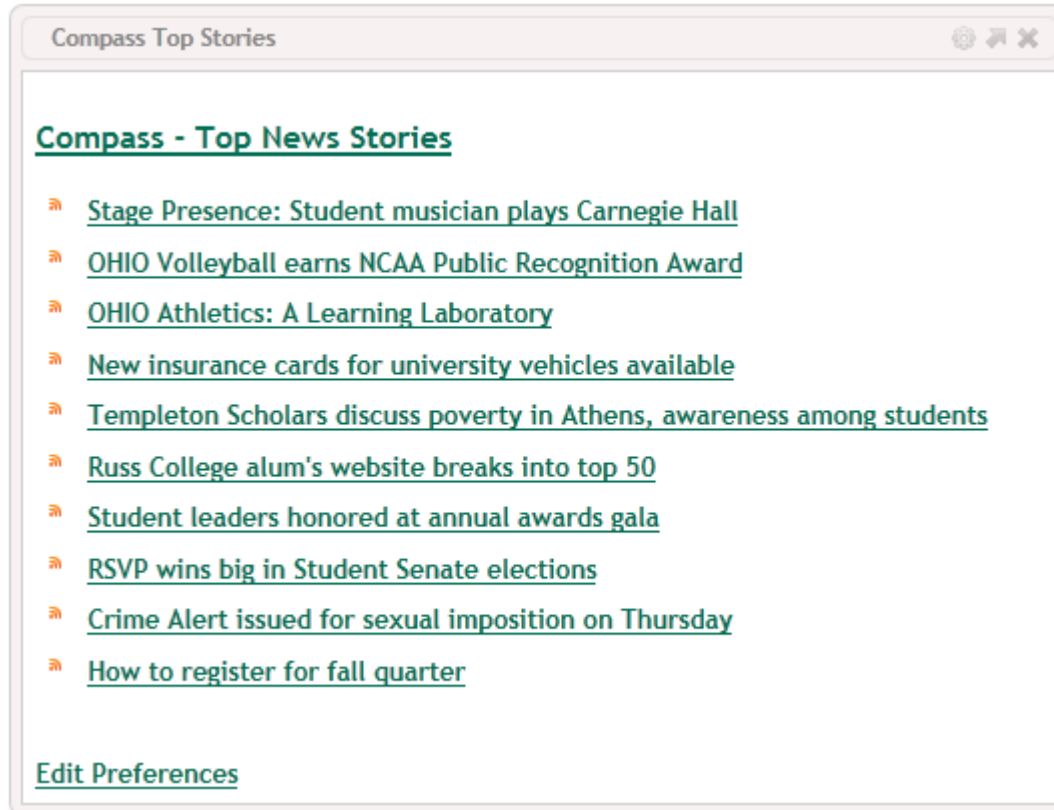 Compass Top Stories
Compass - Top News Stories
Stage Presence: Student musician plays Carnegie Hall
OHIO Volleyball earns NCAA Public Recognition Award
OHIO Athletics: A Learning Laboratory
New insurance cards for university vehicles available
Templeton Scholars discuss poverty in Athens, awareness among students
Russ College alum's website breaks into top 50
Student leaders honored at annual awards gala
RSVP wins big in Student Senate elections
Crime Alert issued for sexual imposition on Thursday
How to register for fall quarter
Edit Preferences